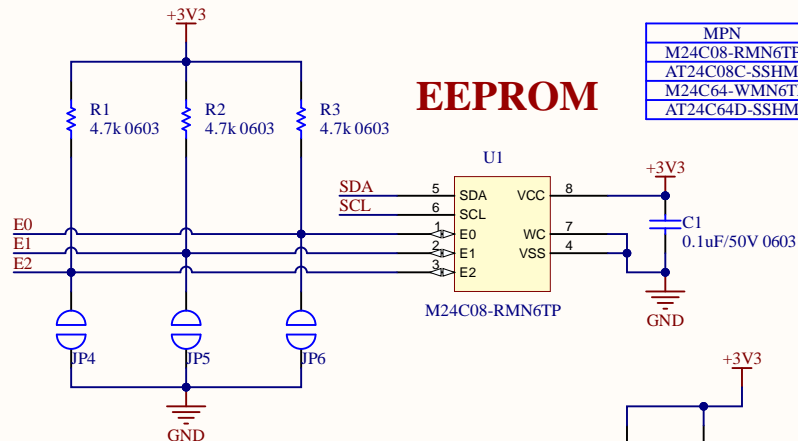 +3V3
MPN
M24C08-RMN6TP
AT24C08C-SSHM
M24C64-WMN6T
AT24C64D-SSHM
EEPROM
R1
4.7k 0603
R2
4.7k 0603
R3
4.7k 0603
U1
+3V3
SDA
SCL
5
6
1
2
3
SDA
SCL
E0
E1
E2
VCC
WC
VSS
8
7
4
C1
0.1uF/50V 0603
E0
E1
E2
M24C08-RMN6TP
GND
JP4
JP5
JP6
+3V3
GND